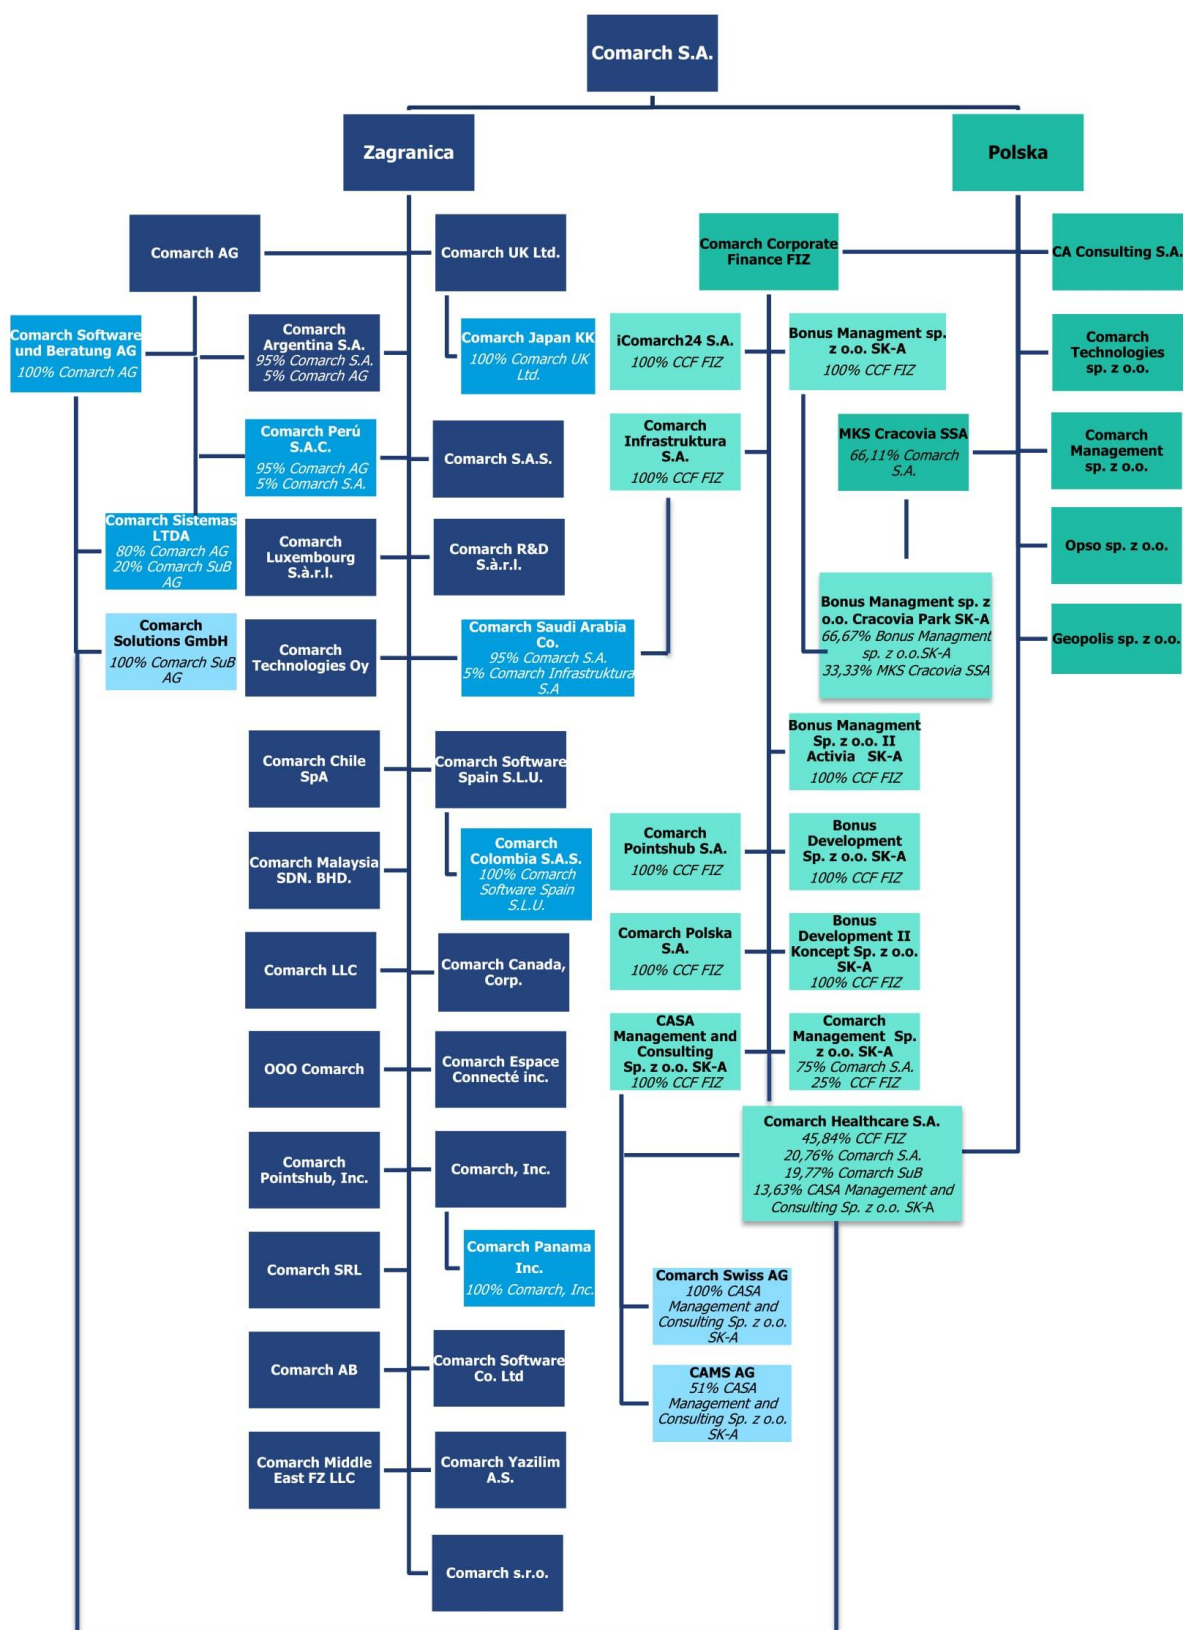 Comarch S.A.
Zagranica
Polska
Comarch AG
Comarch UK Ltd.
Comarch Corporate
Finance FIZ
CA Consulting S.A.
Comarch Software
und Beratung AG
100% Comarch AG
Comarch
Argentina S.A.
95% Comarch S.A.
5% Comarch AG
Comarch Japan KK
100% Comarch UK
Ltd.
iComarch24 S.A.
100% CCF FIZ
Bonus Managment sp.
z o.o. SK-A
100% CCF FIZ
Comarch
Technologies
sp. z o.o.
Comarch Perú
S.A.C.
95% Comarch AG
5% Comarch S.A.
Comarch S.A.S.
Comarch
Infrastruktura
S.A.
100% CCF FIZ
MKS Cracovia SSA
66,11% Comarch
S.A.
Comarch
Management
sp. z o.o.
Comarch Sistemas
LTDA
80% Comarch AG
20% Comarch SuB
AG
Comarch
Luxembourg
S.à.r.l.
Comarch R&D
S.à.r.l.
Opso sp. z o.o.
Comarch
Solutions GmbH
100% Comarch SuB
AG
Comarch
Technologies Oy
Comarch Saudi Arabia
Co.
95% Comarch S.A.
5% Comarch Infrastruktura
S.A
Bonus Managment sp. z
o.o. Cracovia Park SK-A
66,67% Bonus Managment
sp. z o.o.SK-A
33,33% MKS Cracovia SSA
Geopolis sp. z o.o.
Comarch Chile
SpA
Comarch Software
Spain S.L.U.
Bonus Managment
Sp. z o.o. II
Activia SK-A
100% CCF FIZ
Comarch Malaysia
SDN. BHD.
Comarch
Colombia S.A.S.
100% Comarch
Software Spain
S.L.U.
Comarch
Pointshub S.A.
100% CCF FIZ
Bonus
Development
Sp. z o.o. SK-A
100% CCF FIZ
Comarch LLC
Comarch Canada,
Corp.
Comarch Polska
S.A.
100% CCF FIZ
Bonus
Development II
Koncept Sp. z o.o.
SK-A
100% CCF FIZ
OOO Comarch
Comarch Espace
Connecté inc.
CASA
Management and
Consulting
Sp. z o.o. SK-A
100% CCF FIZ
Comarch
Management Sp.
z o.o. SK-A
75% Comarch S.A.
25% CCF FIZ
Comarch
Pointshub, Inc.
Comarch, Inc.
Comarch Healthcare S.A.
45,84% CCF FIZ
20,76% Comarch S.A.
19,77% Comarch SuB
13,63% CASA Management and
Consulting Sp. z o.o. SK-A
Comarch SRL
Comarch Panama
Inc.
100% Comarch, Inc.
Comarch Swiss AG
100% CASA
Management and
Consulting Sp. z o.o.
SK-A
Comarch AB
Comarch Software
Co. Ltd
CAMS AG
51% CASA
Management and
Consulting Sp. z o.o.
SK-A
Comarch Middle
East FZ LLC
Comarch Yazilim
A.S.
Comarch s.r.o.